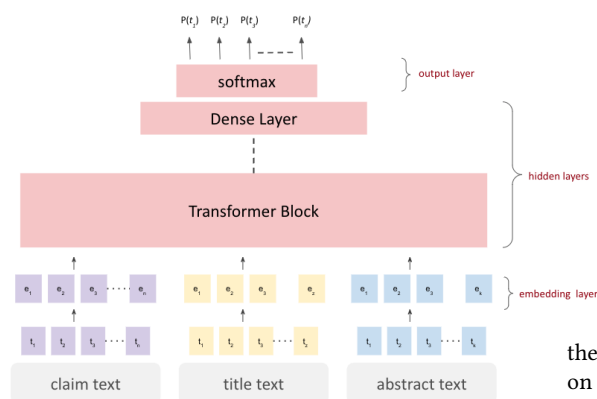 P(t₁) P(t₂) P(t₃) P(tₙ)
softmax
output layer
Dense Layer
hidden layers
Transformer Block
e₁ e₂ e₃ eₙ e₁ e₂ e₃ e₁ e₂ e₃ eₖ
embedding layer
t₁ t₂ t₃ tₙ t₁ t₂ t₃ t₁ t₂ t₃ tₖ
claim text title text abstract text
the
on